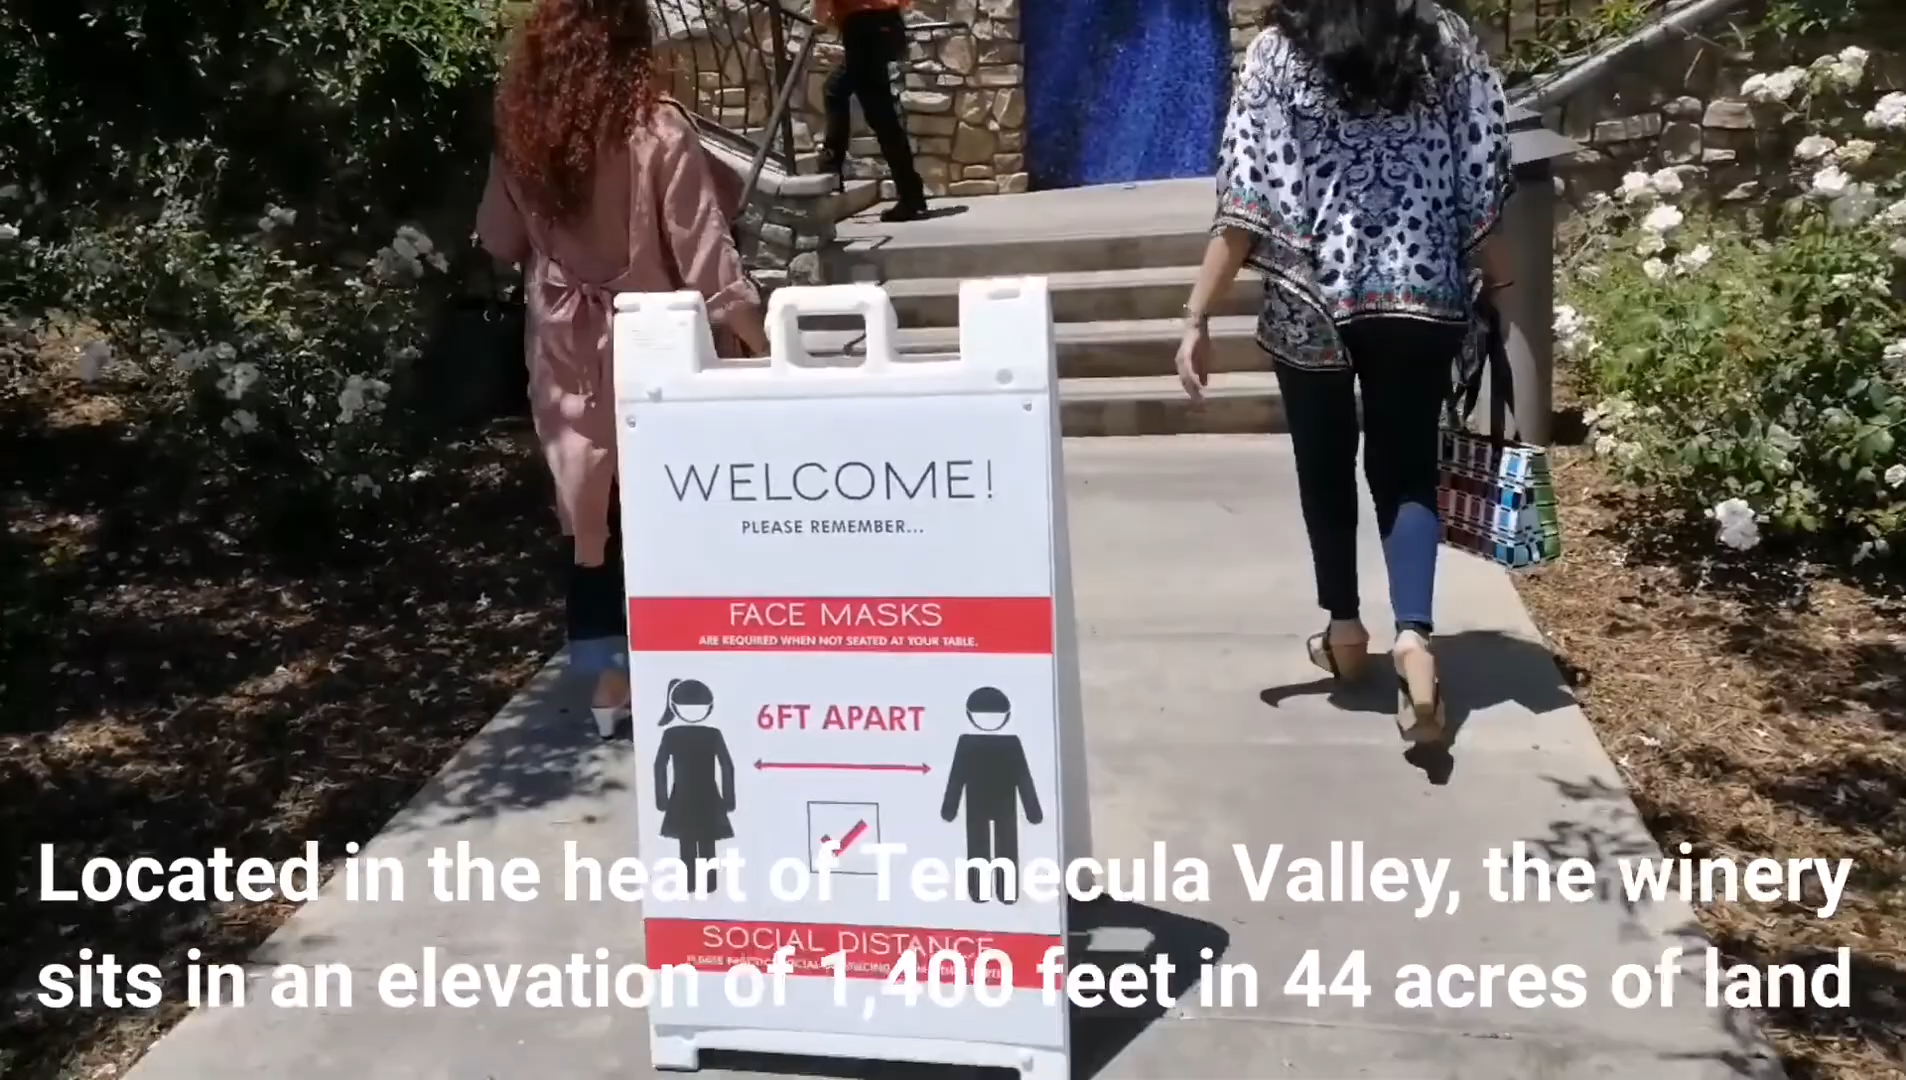 WELCOME!
PLEASE REMEMBER...
FACE MASKS
ARE REQUIRED WHEN NOT SEATED AT YOUR TABLE.
6FT APART
Located in the heart of Temecula Valley, the winery
SOCIAL DISTANCE
sits in an elevation of 1,400 feet in 44 acres of land